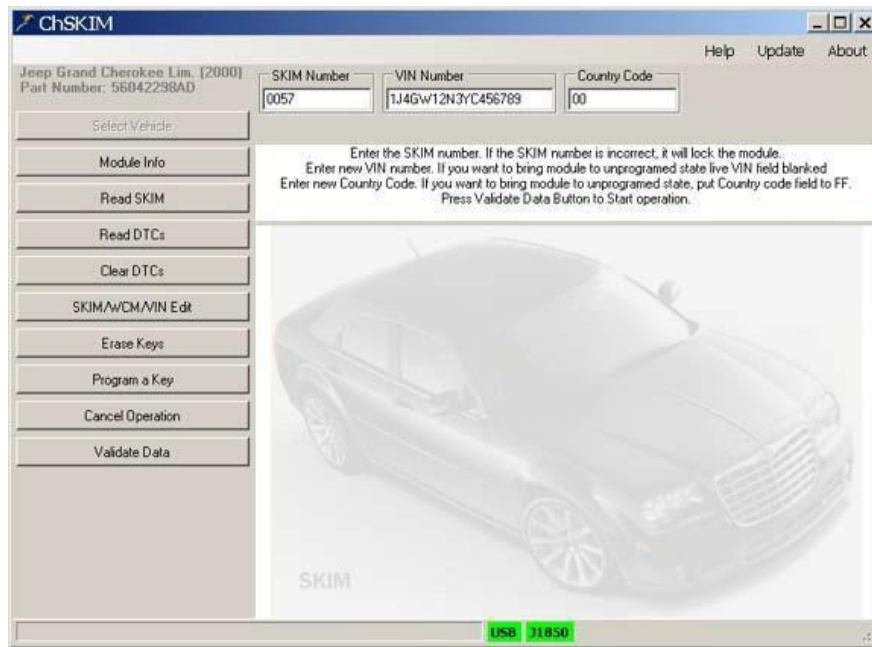 ChSKIM
Help Update About
Jeep Grand Cherokee Lim. (2000)
Part Number: 56042298AD
SKIM Number
0057
VIN Number
1J4GW12N3YC456789
Country Code
00
Select Vehicle
Module Info
Read SKIM
Read DTCs
Clear DTCs
SKIM/WCM/VIN Edit
Erase Keys
Program a Key
Cancel Operation
Validate Data
Enter the SKIM number. If the SKIM number is incorrect, it will lock the module.
Enter new VIN number. If you want to bring module to unprogramed state live VIN field blanked
Enter new Country Code. If you want to bring module to unprogramed state, put Country code field to FF.
Press Validate Data Button to Start operation.
SKIM
USB J1850